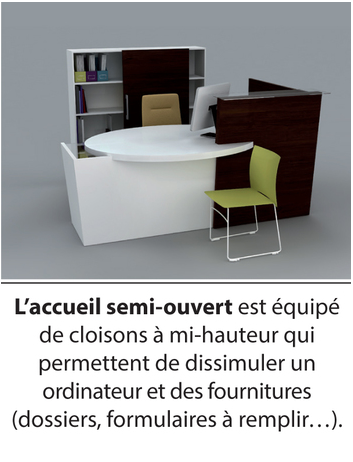 L’accueil semi-ouvert est équipé
de cloisons à mi-hauteur qui
permettent de dissimuler un
ordinateur et des fournitures
(dossiers, formulaires à remplir…).